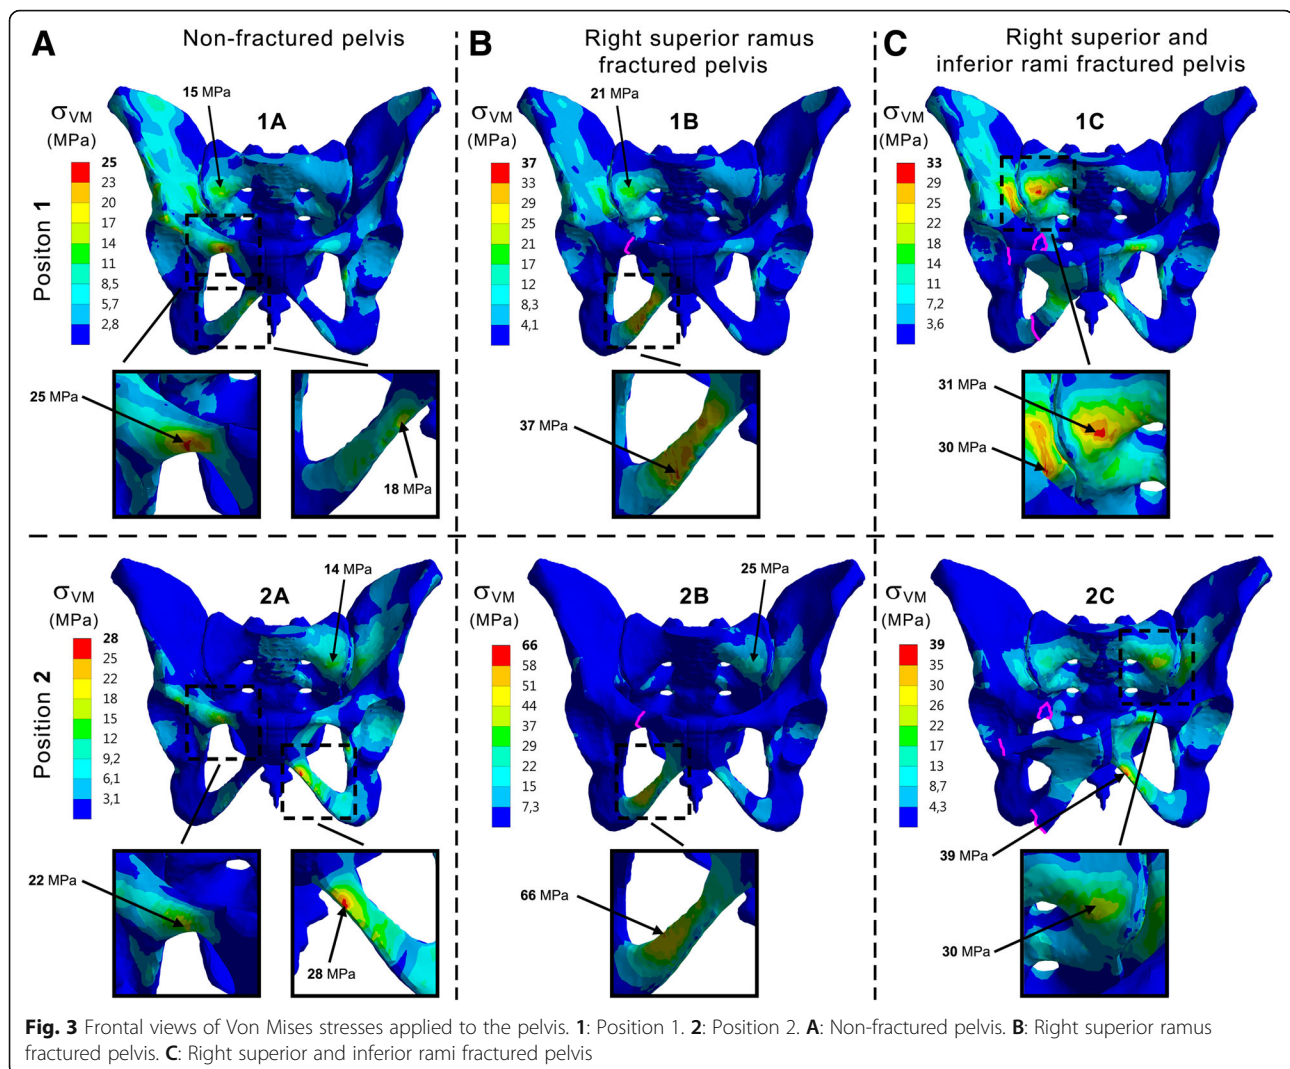 A
Non-fractured pelvis
B
Right superior ramus
fractured pelvis
C
Right superior and
inferior rami fractured pelvis
Positon 1
σVM
(MPa)
25
23
20
17
14
11
8,5
5,7
2,8
1A
15 MPa
25 MPa
18 MPa
σVM
(MPa)
37
33
29
25
21
17
12
8,3
4,1
1B
21 MPa
37 MPa
σVM
(MPa)
33
29
25
22
18
14
11
7,2
3,6
1C
31 MPa
30 MPa
Position 2
σVM
(MPa)
28
25
22
18
15
12
9,2
6,1
3,1
2A
14 MPa
22 MPa
28 MPa
σVM
(MPa)
66
58
51
44
37
29
22
15
7,3
2B
25 MPa
66 MPa
σVM
(MPa)
39
35
30
26
22
17
13
8,7
4,3
2C
39 MPa
30 MPa
Fig. 3 Frontal views of Von Mises stresses applied to the pelvis. 1: Position 1. 2: Position 2. A: Non-fractured pelvis. B: Right superior ramus
fractured pelvis. C: Right superior and inferior rami fractured pelvis